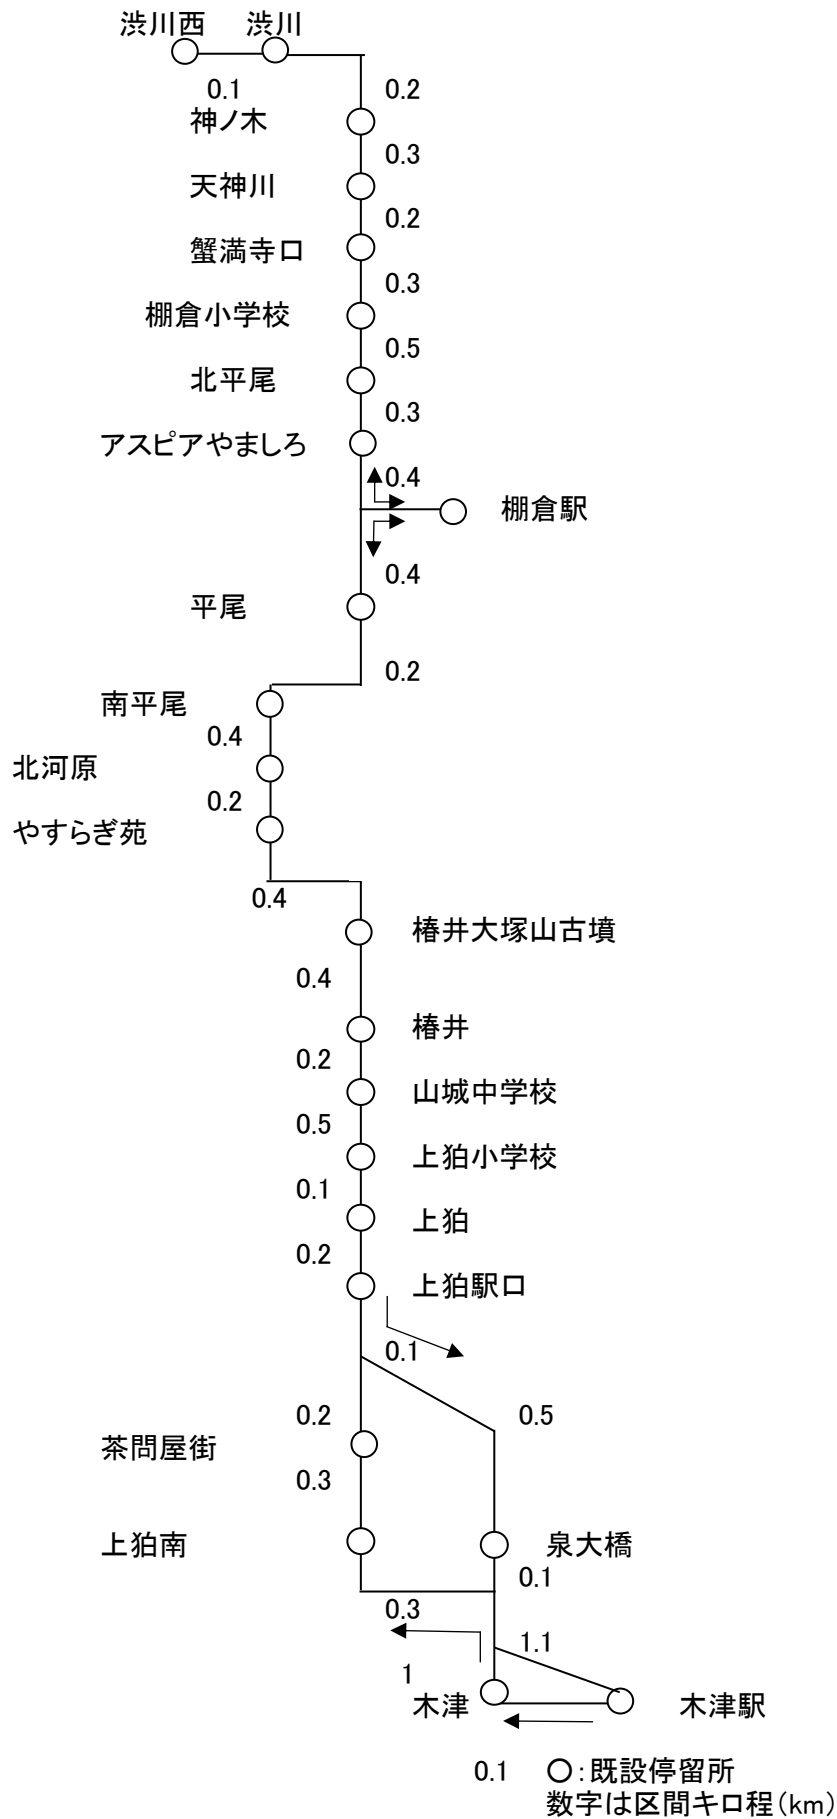 渋川西 渋川
0.1 0.2
神ノ木
0.3
天神川
0.2
蟹満寺口
0.3
棚倉小学校
0.5
北平尾
0.3
アスピアやましろ
0.4
棚倉駅
0.4
平尾
0.2
南平尾
0.4
北河原
0.2
やすらぎ苑
0.4
椿井大塚山古墳
0.4
椿井
0.2
山城中学校
0.5
上狛小学校
0.1
上狛
0.2
上狛駅口
0.1
0.2 0.5
茶問屋街
0.3
上狛南 泉大橋
0.1
0.3
1.1
1
木津 木津駅
0.1 ○:既設停留所
数字は区間キロ程(km)